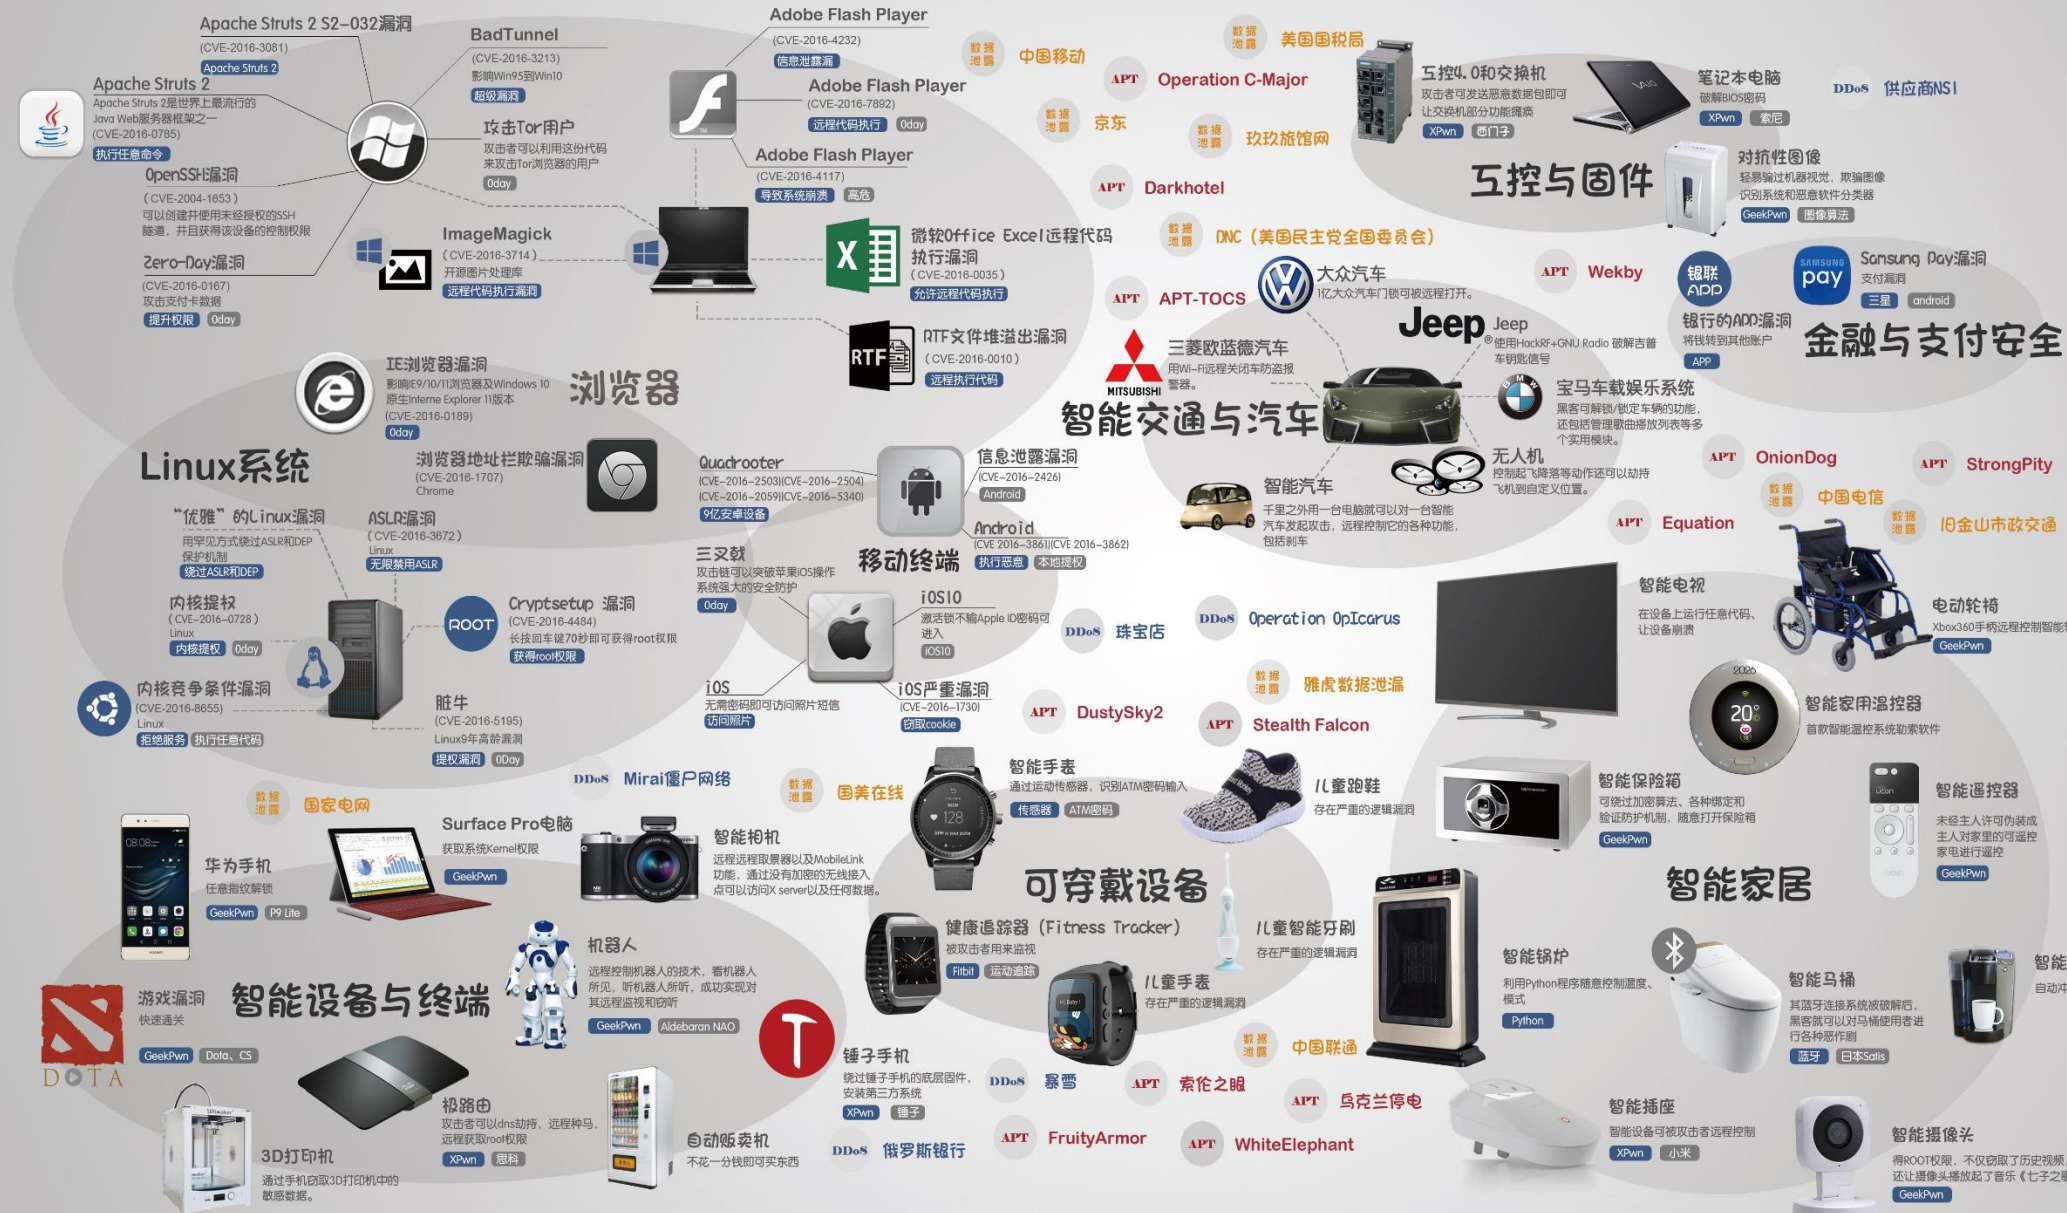 Apache Struts 2 S2-032漏洞
(CVE-2016-3081)
Apache Struts 2
Apache Struts 2
Apache Struts 2是世界上最流行的
Java Web服务器框架之一
(CVE-2016-0785)
执行任意命令
OpenSSH漏洞
(CVE-2004-1653)
可以创建并使用未经授权的SSH
隧道，并且获得该设备的控制权限
Zero-Day漏洞
(CVE-2016-0167)
攻击支付卡数据
提升权限 0day
BadTunnel
(CVE-2016-3213)
影响Win95到Win10
超级漏洞
攻击Tor用户
攻击者可以利用这份代码
来攻击Tor浏览器的用户
0day
ImageMagick
(CVE-2016-3714)
开源图片处理库
远程代码执行漏洞
Adobe Flash Player
(CVE-2016-4232)
信息泄露漏
Adobe Flash Player
(CVE-2016-7892)
远程代码执行 0day
Adobe Flash Player
(CVE-2016-4117)
导致系统崩溃 高危
微软Office Excel远程代码
执行漏洞
(CVE-2016-0035)
允许远程代码执行
RTF
RTF文件堆溢出漏洞
(CVE-2016-0010)
远程执行代码
IE浏览器漏洞
影响IE9/10/11浏览器及Windows 10
原生Interne Explorer 11版本
(CVE-2016-0189)
0day
浏览器
浏览器地址拦欺骗漏洞
(CVE-2016-1707)
Chrome
Linux系统
“优雅”的Linux漏洞
用罕见方式绕过ASLR和DEP
保护机制
绕过ASLR和DEP
ASLR漏洞
(CVE-2016-3672)
Linux
无限禁用ASLR
内核提权
(CVE-2016-0728)
Linux
内核提权 0day
ROOT
Cryptsetup 漏洞
(CVE-2016-4484)
长按回车键70秒即可获得root权限
获得root权限
内核竞争条件漏洞
(CVE-2016-8655)
Linux
拒绝服务 执行任意代码
脏牛
(CVE-2016-5195)
Linux9年高龄漏洞
提权漏洞 0Day
Quadrooter
(CVE-2016-2503)(CVE-2016-2504)
(CVE-2016-2059)(CVE-2016-5340)
9亿安卓设备
信息泄露漏洞
(CVE-2016-2426)
Android
Android
(CVE 2016-3861)(CVE 2016-3862)
执行恶意 本地提权
移动终端
三叉戟
攻击链可以突破苹果iOS操作
系统强大的安全防护
0day
iOS10
激活锁不输Apple ID密码可
进入
iOS10
iOS
无需密码即可访问照片短信
访问照片
iOS严重漏洞
(CVE-2016-1730)
窃取cookie
数据泄露 中国移动
数据泄露 美国国税局
APT Operation C-Major
数据泄露 京东
数据泄露 玖玖旅馆网
APT Darkhotel
数据泄露 DNC（美国民主党全国委员会）
APT APT-TOCS
互控4.0和交换机
攻击者可发送恶意数据包即可
让交换机部分功能瘫痪
XPwn 西门子
VAIO
笔记本电脑
破解BIOS密码
XPwn 索尼
DDoS 供应商NSI
互控与固件
对抗性图像
轻易骗过机器视觉，欺骗图像
识别系统和恶意软件分类器
GeekPwn 图像算法
APT Wekby
银联
APP
银行的APP漏洞
将钱转到其他账户
APP
SAMSUNG
pay
Samsung Pay漏洞
支付漏洞
三星 android
金融与支付安全
大众汽车
1亿大众汽车门锁可被远程打开。
MITSUBISHI
三菱欧蓝德汽车
用Wi-Fi远程关闭车防盗报
警器。
Jeep
Jeep
使用HackRF+GNU Radio 破解吉普
车钥匙信号
BMW
宝马车载娱乐系统
黑客可解锁/锁定车辆的功能，
还包括管理歌曲播放列表等多
个实用模块。
智能交通与汽车
无人机
控制起飞降落等动作还可以劫持
飞机到自定义位置。
智能汽车
千里之外用一台电脑就可以对一台智能
汽车发起攻击，远程控制它的各种功能，
包括刹车
APT OnionDog
APT StrongPity
数据泄露 中国电信
APT Equation
数据泄露 旧金山市政交通
DDoS 珠宝店
DDoS Operation OpIcarus
数据泄露 雅虎数据泄漏
APT DustySky2
APT Stealth Falcon
智能电视
在设备上运行任意代码、
让设备崩溃
电动轮椅
Xbox360手柄远程控制智能轮
GeekPwn
20°
智能家用温控器
首款智能温控系统勒索软件
智能保险箱
可绕过加密算法、各种绑定和
验证防护机制，随意打开保险箱
GeekPwn
ucon
智能遥控器
未经主人许可伪装成
主人对家里的可遥控
家电进行遥控
GeekPwn
智能家居
智能锅炉
利用Python程序随意控制温度、
模式
Python
智能马桶
其蓝牙连接系统被破解后，
黑客就可以对马桶使用者进
行各种恶作剧
蓝牙 日本Satis
智能
自动冲
智能插座
智能设备可被攻击者远程控制
XPwn 小米
智能摄像头
得ROOT权限，不仅窃取了历史视频，
还让摄像头播放起了音乐《七子之歌
GeekPwn
DDoS Mirai僵尸网络
数据泄露 国美在线
数据泄露 国家电网
08:08
华为手机
任意指纹解锁
GeekPwn P9 Lite
Surface Pro电脑
获取系统Kernel权限
GeekPwn
智能相机
远程远程取景器以及MobileLink
功能，通过没有加密的无线接入
点可以访问X server以及任何数据。
机器人
远程控制机器人的技术，看机器人
所见，听机器人所听，成功实现对
其远程监视和窃听
GeekPwn Aldebaran NAO
智能设备与终端
游戏漏洞
快速通关
GeekPwn Dota、CS
DOTA
极路由
攻击者可以dns劫持，远程种马，
远程获取root权限
XPwn 思科
Ultimaker
3D打印机
通过手机窃取3D打印机中的
敏感数据。
自动贩卖机
不花一分钱即可买东西
锤子手机
绕过锤子手机的底层固件，
安装第三方系统
XPwn 锤子
128
智能手表
通过运动传感器，识别ATM密码输入
传感器 ATM密码
儿童跑鞋
存在严重的逻辑漏洞
可穿戴设备
健康追踪器（Fitness Tracker）
被攻击者用来监视
Fitbit 运动追踪
儿童智能牙刷
存在严重的逻辑漏洞
儿童手表
存在严重的逻辑漏洞
数据泄露 中国联通
DDoS 暴雪
APT 索伦之眼
APT 乌克兰停电
DDoS 俄罗斯银行
APT FruityArmor
APT WhiteElephant